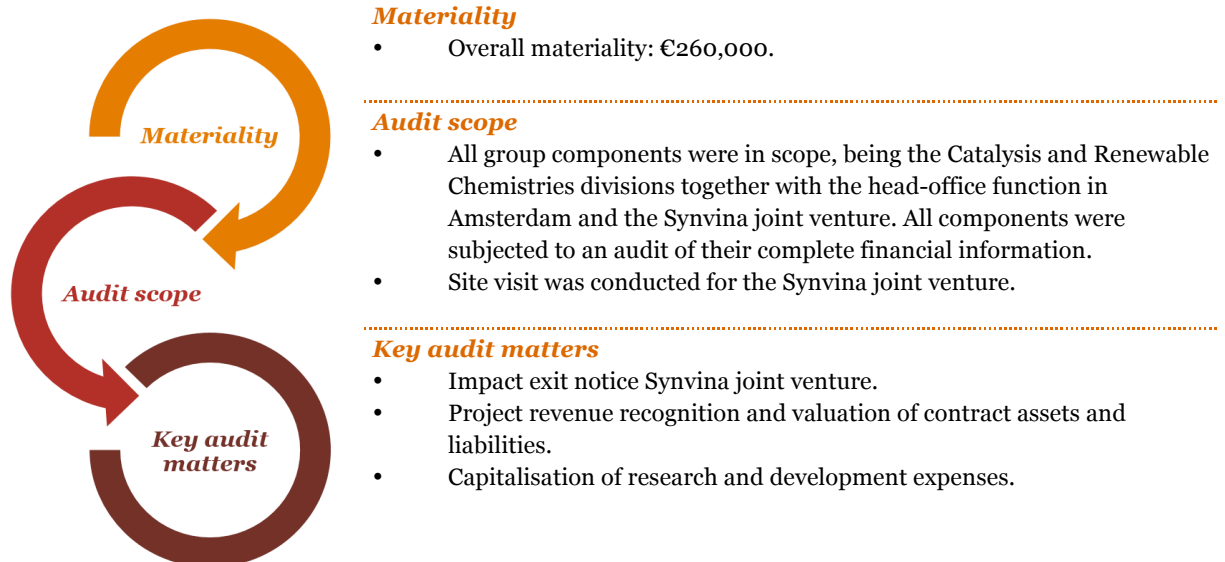 Materiality
• Overall materiality: €260,000.
Materiality
Audit scope
• All group components were in scope, being the Catalysis and Renewable
Chemistries divisions together with the head-office function in
Amsterdam and the Synvina joint venture. All components were
subjected to an audit of their complete financial information.
• Site visit was conducted for the Synvina joint venture.
Audit scope
Key audit matters
• Impact exit notice Synvina joint venture.
• Project revenue recognition and valuation of contract assets and
liabilities.
• Capitalisation of research and development expenses.
Key audit
matters